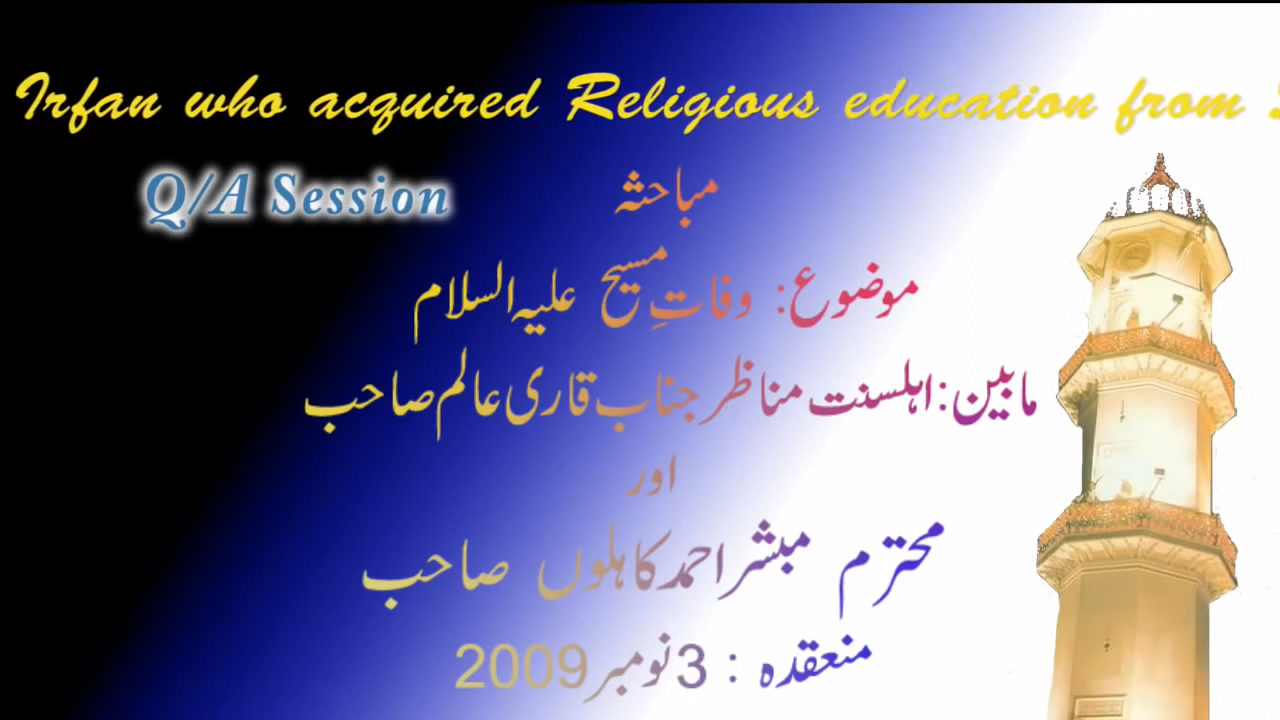 Irfan who acquired Religious education from
Q/A Session
مباحثہ
موضوع: وفاتِ مسیح علیہ السلام
مابین: اہلسنت مناظر جناب قاری عالم صاحب
اور
محترم مبشر احمد کاہلوں صاحب
منعقدہ : 3 نومبر 2009